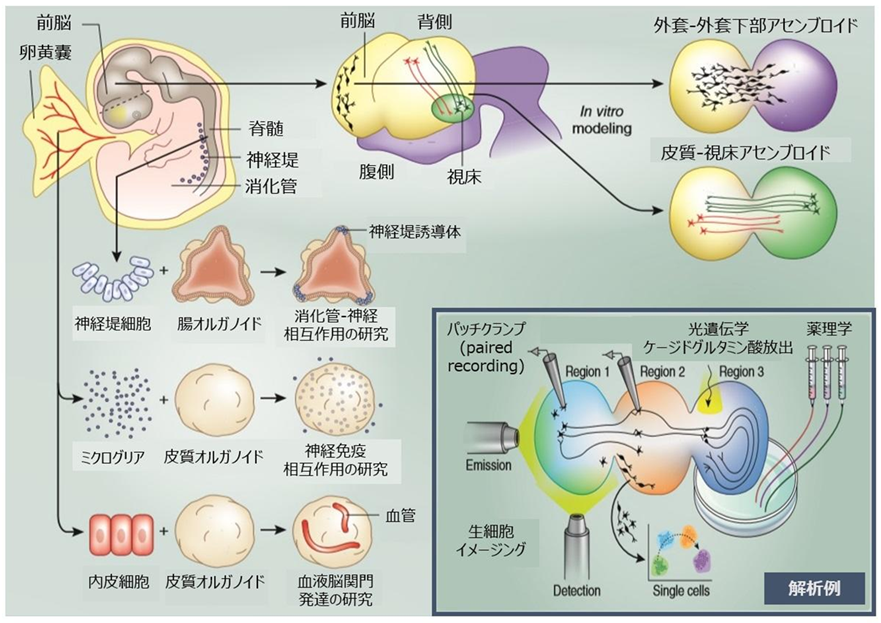 前脳
卵黄嚢
脊髄
神経堤
消化管
前脳
背側
腹側
視床
In vitro
modeling
外套-外套下部アセンブロイド
皮質-視床アセンブロイド
神経堤誘導体
+
神経堤細胞
腸オルガノイド
消化管-神経
相互作用の研究
+
ミクログリア
皮質オルガノイド
神経免疫
相互作用の研究
+
血管
内皮細胞
皮質オルガノイド
血液脳関門
発達の研究
パッチクランプ
(paired
recording)
光遺伝学
ケージドグルタミン酸放出
薬理学
Region 1
Region 2
Region 3
Emission
生細胞
イメージング
Detection
Single cells
解析例